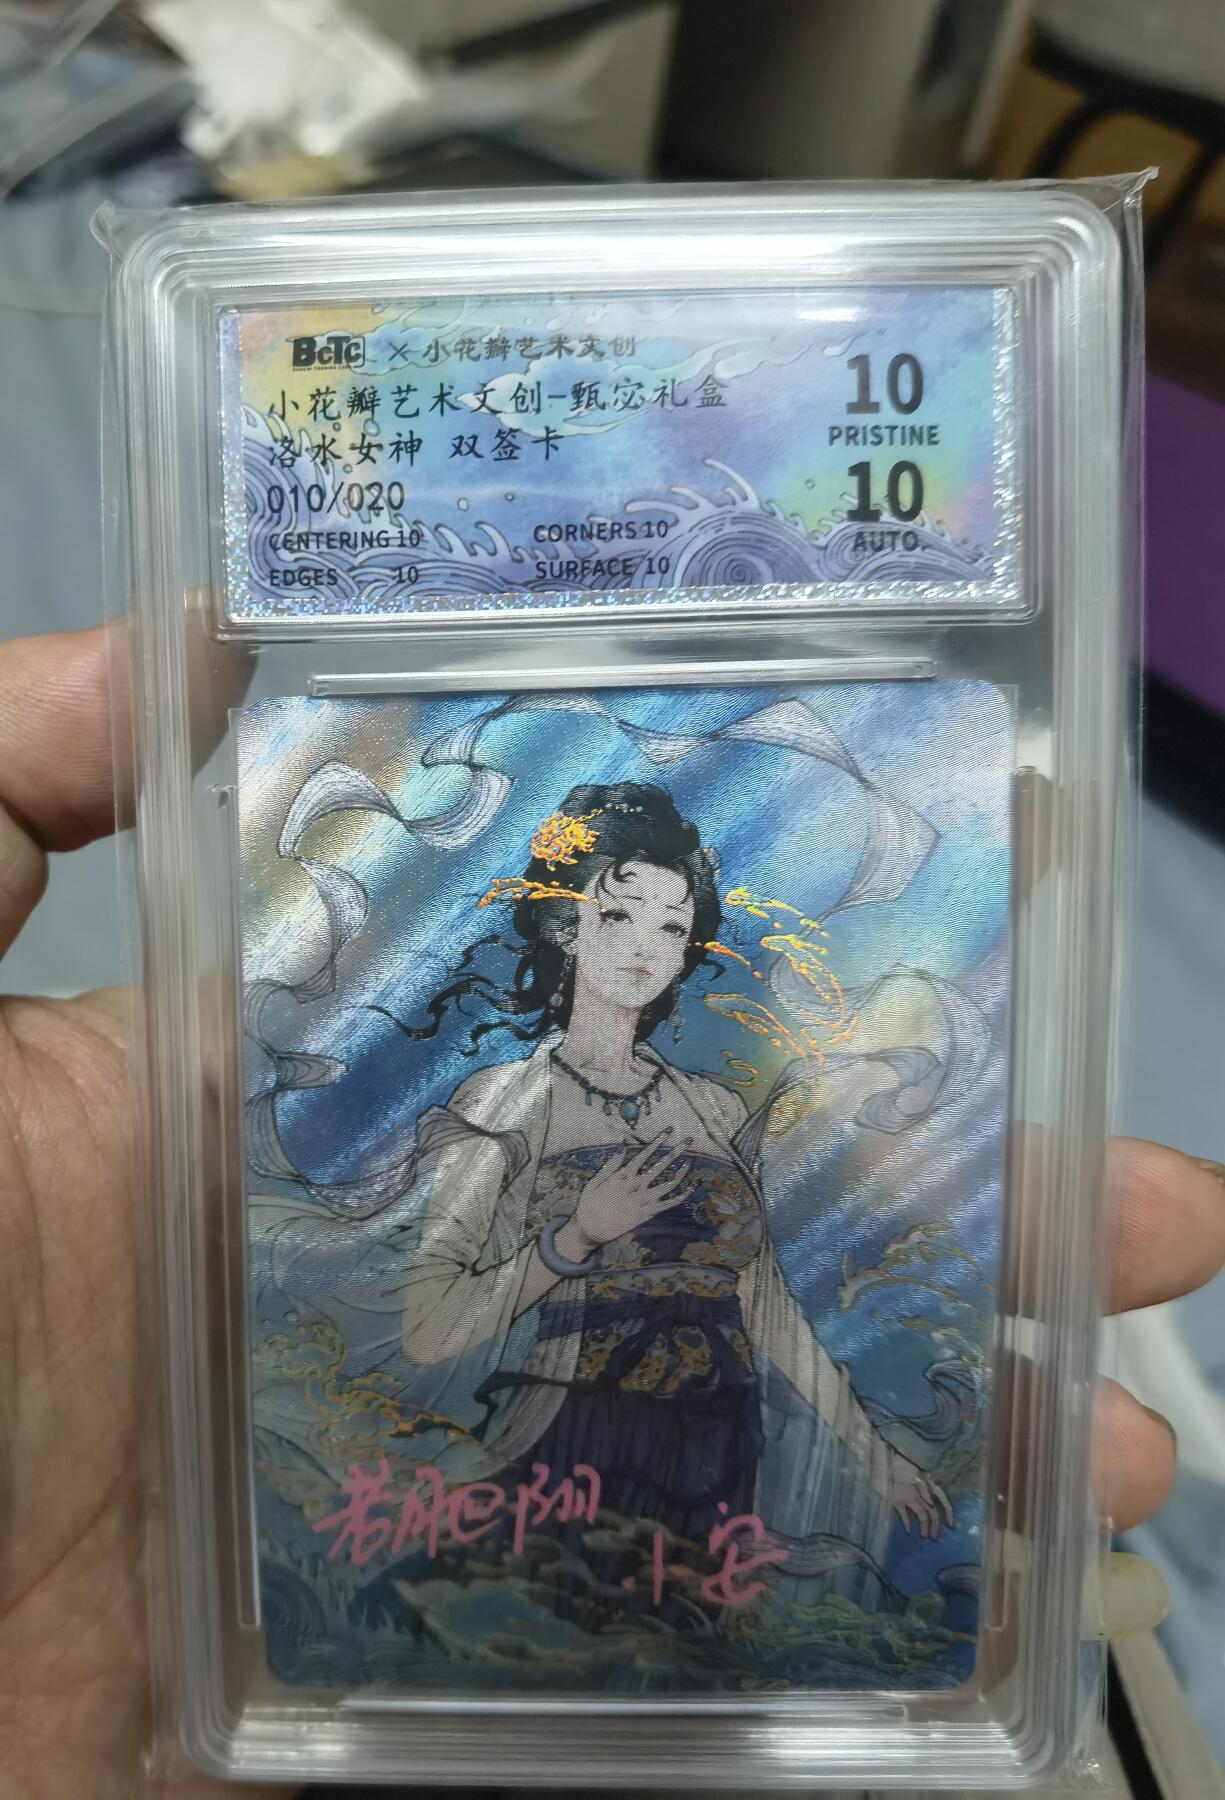 BCTC × 小花瓣艺术文创
小花瓣艺术文创-甄宓礼盒
洛水女神 双签卡
010/020
CENTERING 10 CORNERS 10
EDGES 10 SURFACE 10
10
PRISTINE
10
AUTO.
小安